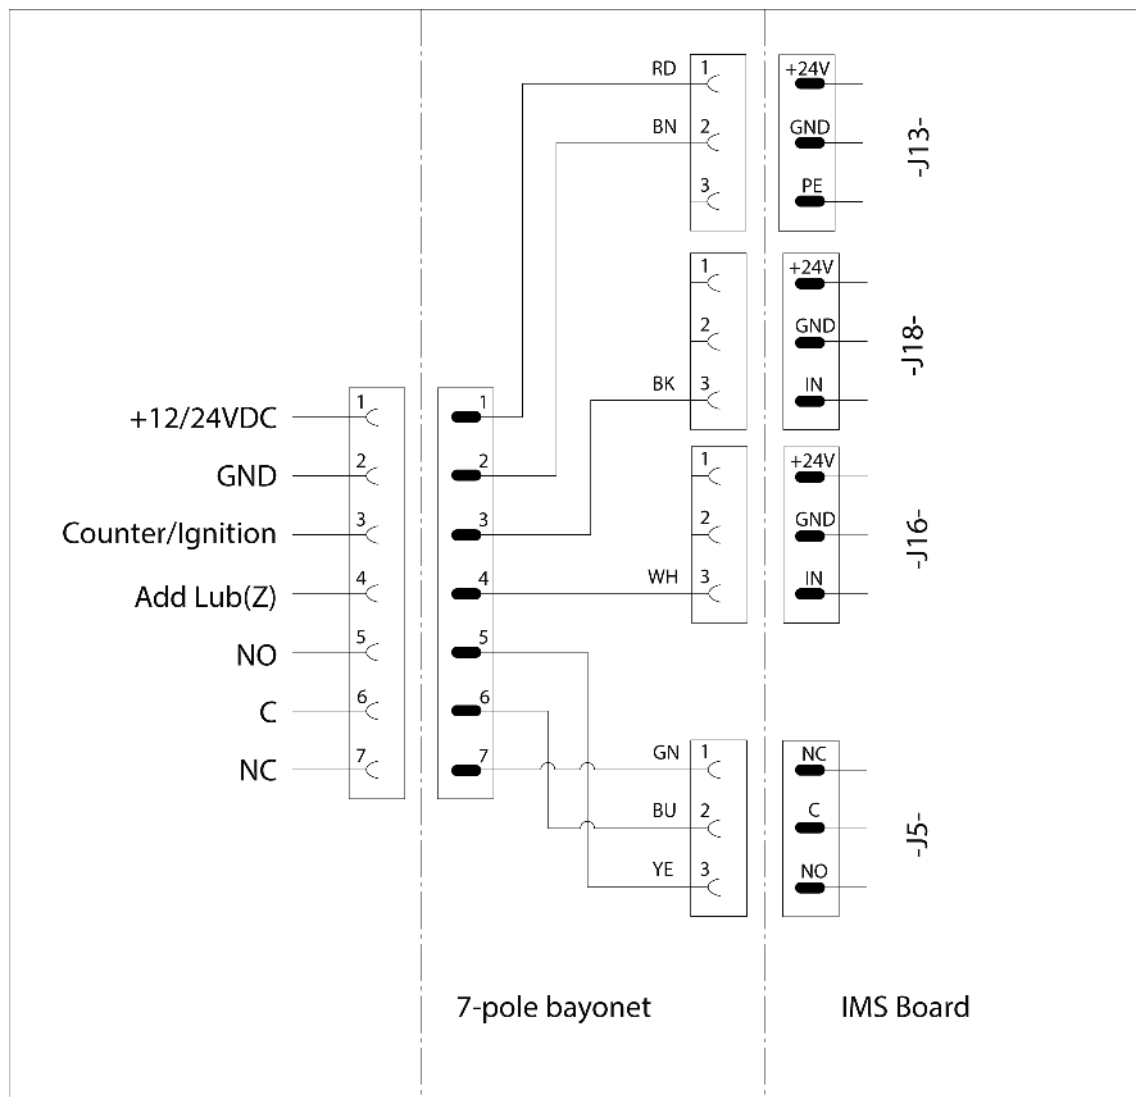 RD 1 +24V
BN 2 GND
3 PE
-J13-
1 +24V
2 GND
BK 3 IN
-J18-
+12/24VDC 1 1
GND 2 2
Counter/Ignition 3 3
Add Lub(Z) 4 4
NO 5 5
C 6 6
NC 7 7
1 +24V
2 GND
WH 3 IN
-J16-
GN 1 NC
BU 2 C
YE 3 NO
-J5-
7-pole bayonet
IMS Board